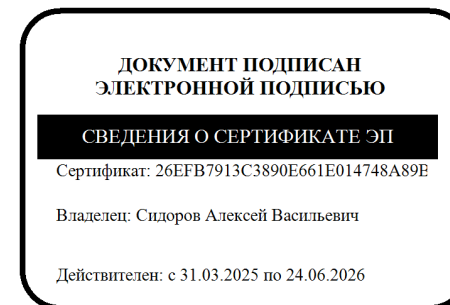 ДОКУМЕНТ ПОДПИСАН
ЭЛЕКТРОННОЙ ПОДПИСЬЮ
СВЕДЕНИЯ О СЕРТИФИКАТЕ ЭП
Сертификат: 26EFB7913C3890E661E014748A89B
Владелец: Сидоров Алексей Васильевич
Действителен: с 31.03.2025 по 24.06.2026